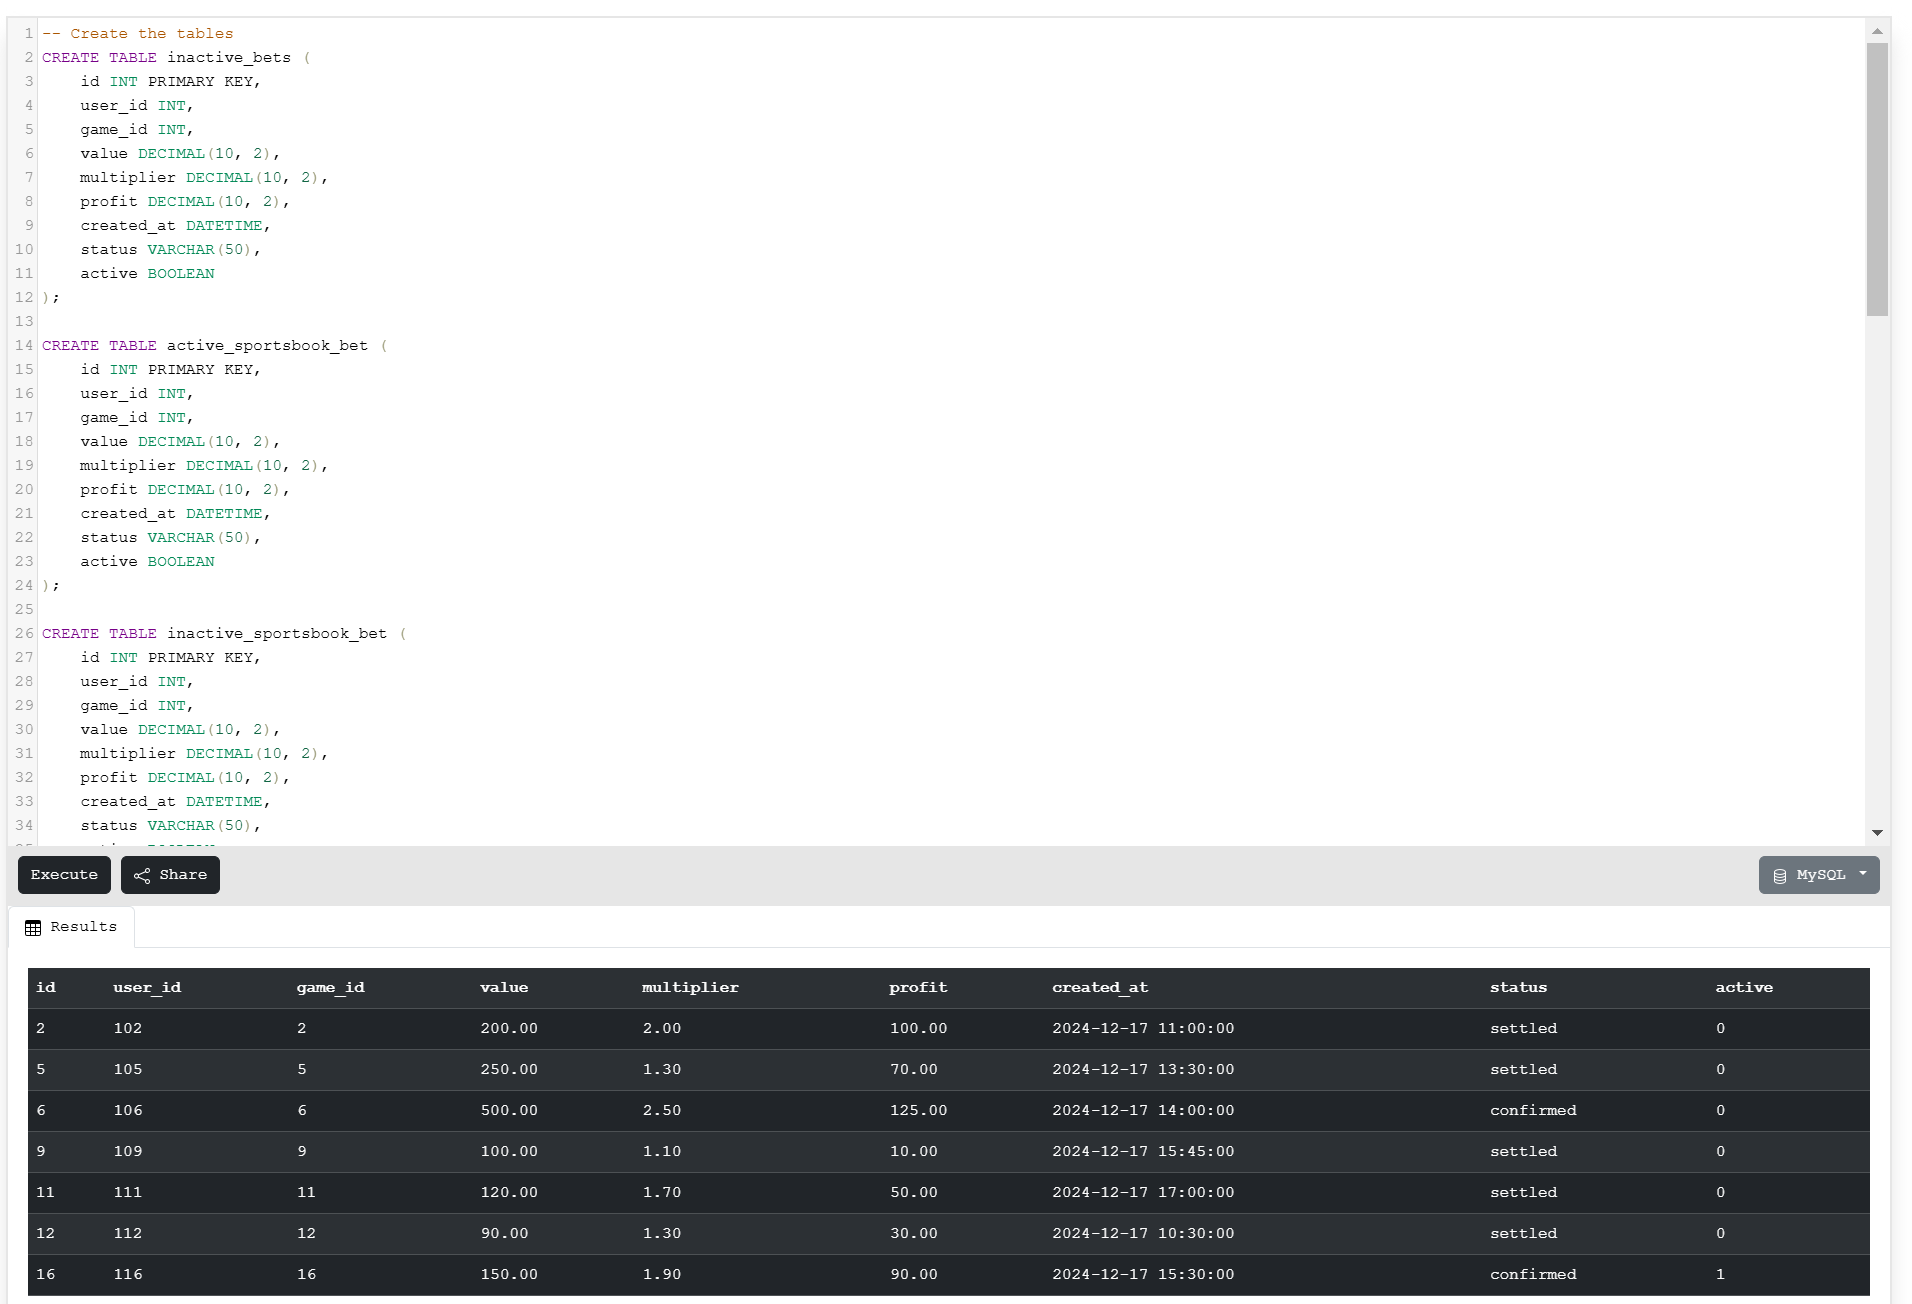 1 -- Create the tables
2 CREATE TABLE inactive_bets (
3 id INT PRIMARY KEY,
4 user_id INT,
5 game_id INT,
6 value DECIMAL(10, 2),
7 multiplier DECIMAL(10, 2),
8 profit DECIMAL(10, 2),
9 created_at DATETIME,
10 status VARCHAR(50),
11 active BOOLEAN
12 );
13
14 CREATE TABLE active_sportsbook_bet (
15 id INT PRIMARY KEY,
16 user_id INT,
17 game_id INT,
18 value DECIMAL(10, 2),
19 multiplier DECIMAL(10, 2),
20 profit DECIMAL(10, 2),
21 created_at DATETIME,
22 status VARCHAR(50),
23 active BOOLEAN
24 );
25
26 CREATE TABLE inactive_sportsbook_bet (
27 id INT PRIMARY KEY,
28 user_id INT,
29 game_id INT,
30 value DECIMAL(10, 2),
31 multiplier DECIMAL(10, 2),
32 profit DECIMAL(10, 2),
33 created_at DATETIME,
34 status VARCHAR(50),
Execute Share MySQL
Results
id user_id game_id value multiplier profit created_at status active
2 102 2 200.00 2.00 100.00 2024-12-17 11:00:00 settled 0
5 105 5 250.00 1.30 70.00 2024-12-17 13:30:00 settled 0
6 106 6 500.00 2.50 125.00 2024-12-17 14:00:00 confirmed 0
9 109 9 100.00 1.10 10.00 2024-12-17 15:45:00 settled 0
11 111 11 120.00 1.70 50.00 2024-12-17 17:00:00 settled 0
12 112 12 90.00 1.30 30.00 2024-12-17 10:30:00 settled 0
16 116 16 150.00 1.90 90.00 2024-12-17 15:30:00 confirmed 1